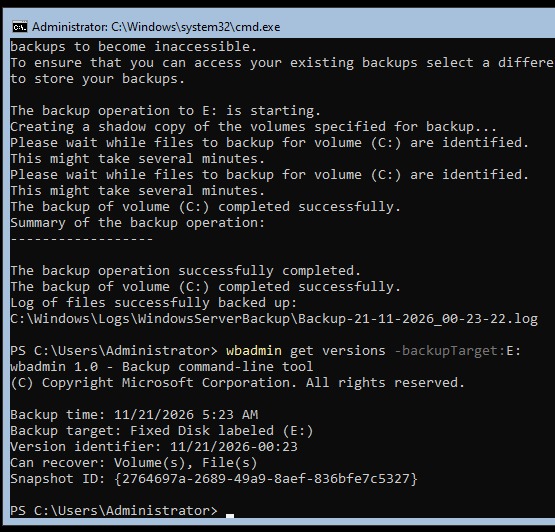 Administrator: C:\Windows\system32\cmd.exe
backups to become inaccessible.
To ensure that you can access your existing backups select a differe
to store your backups.
The backup operation to E: is starting.
Creating a shadow copy of the volumes specified for backup...
Please wait while files to backup for volume (C:) are identified.
This might take several minutes.
Please wait while files to backup for volume (C:) are identified.
This might take several minutes.
The backup of volume (C:) completed successfully.
Summary of the backup operation:
------------------
The backup operation successfully completed.
The backup of volume (C:) completed successfully.
Log of files successfully backed up:
C:\Windows\Logs\WindowsServerBackup\Backup-21-11-2026_00-23-22.log
PS C:\Users\Administrator> wbadmin get versions -backupTarget:E:
wbadmin 1.0 - Backup command-line tool
(C) Copyright Microsoft Corporation. All rights reserved.
Backup time: 11/21/2026 5:23 AM
Backup target: Fixed Disk labeled (E:)
Version identifier: 11/21/2026-00:23
Can recover: Volume(s), File(s)
Snapshot ID: {2764697a-2689-49a9-8aef-836bfe7c5327}
PS C:\Users\Administrator>